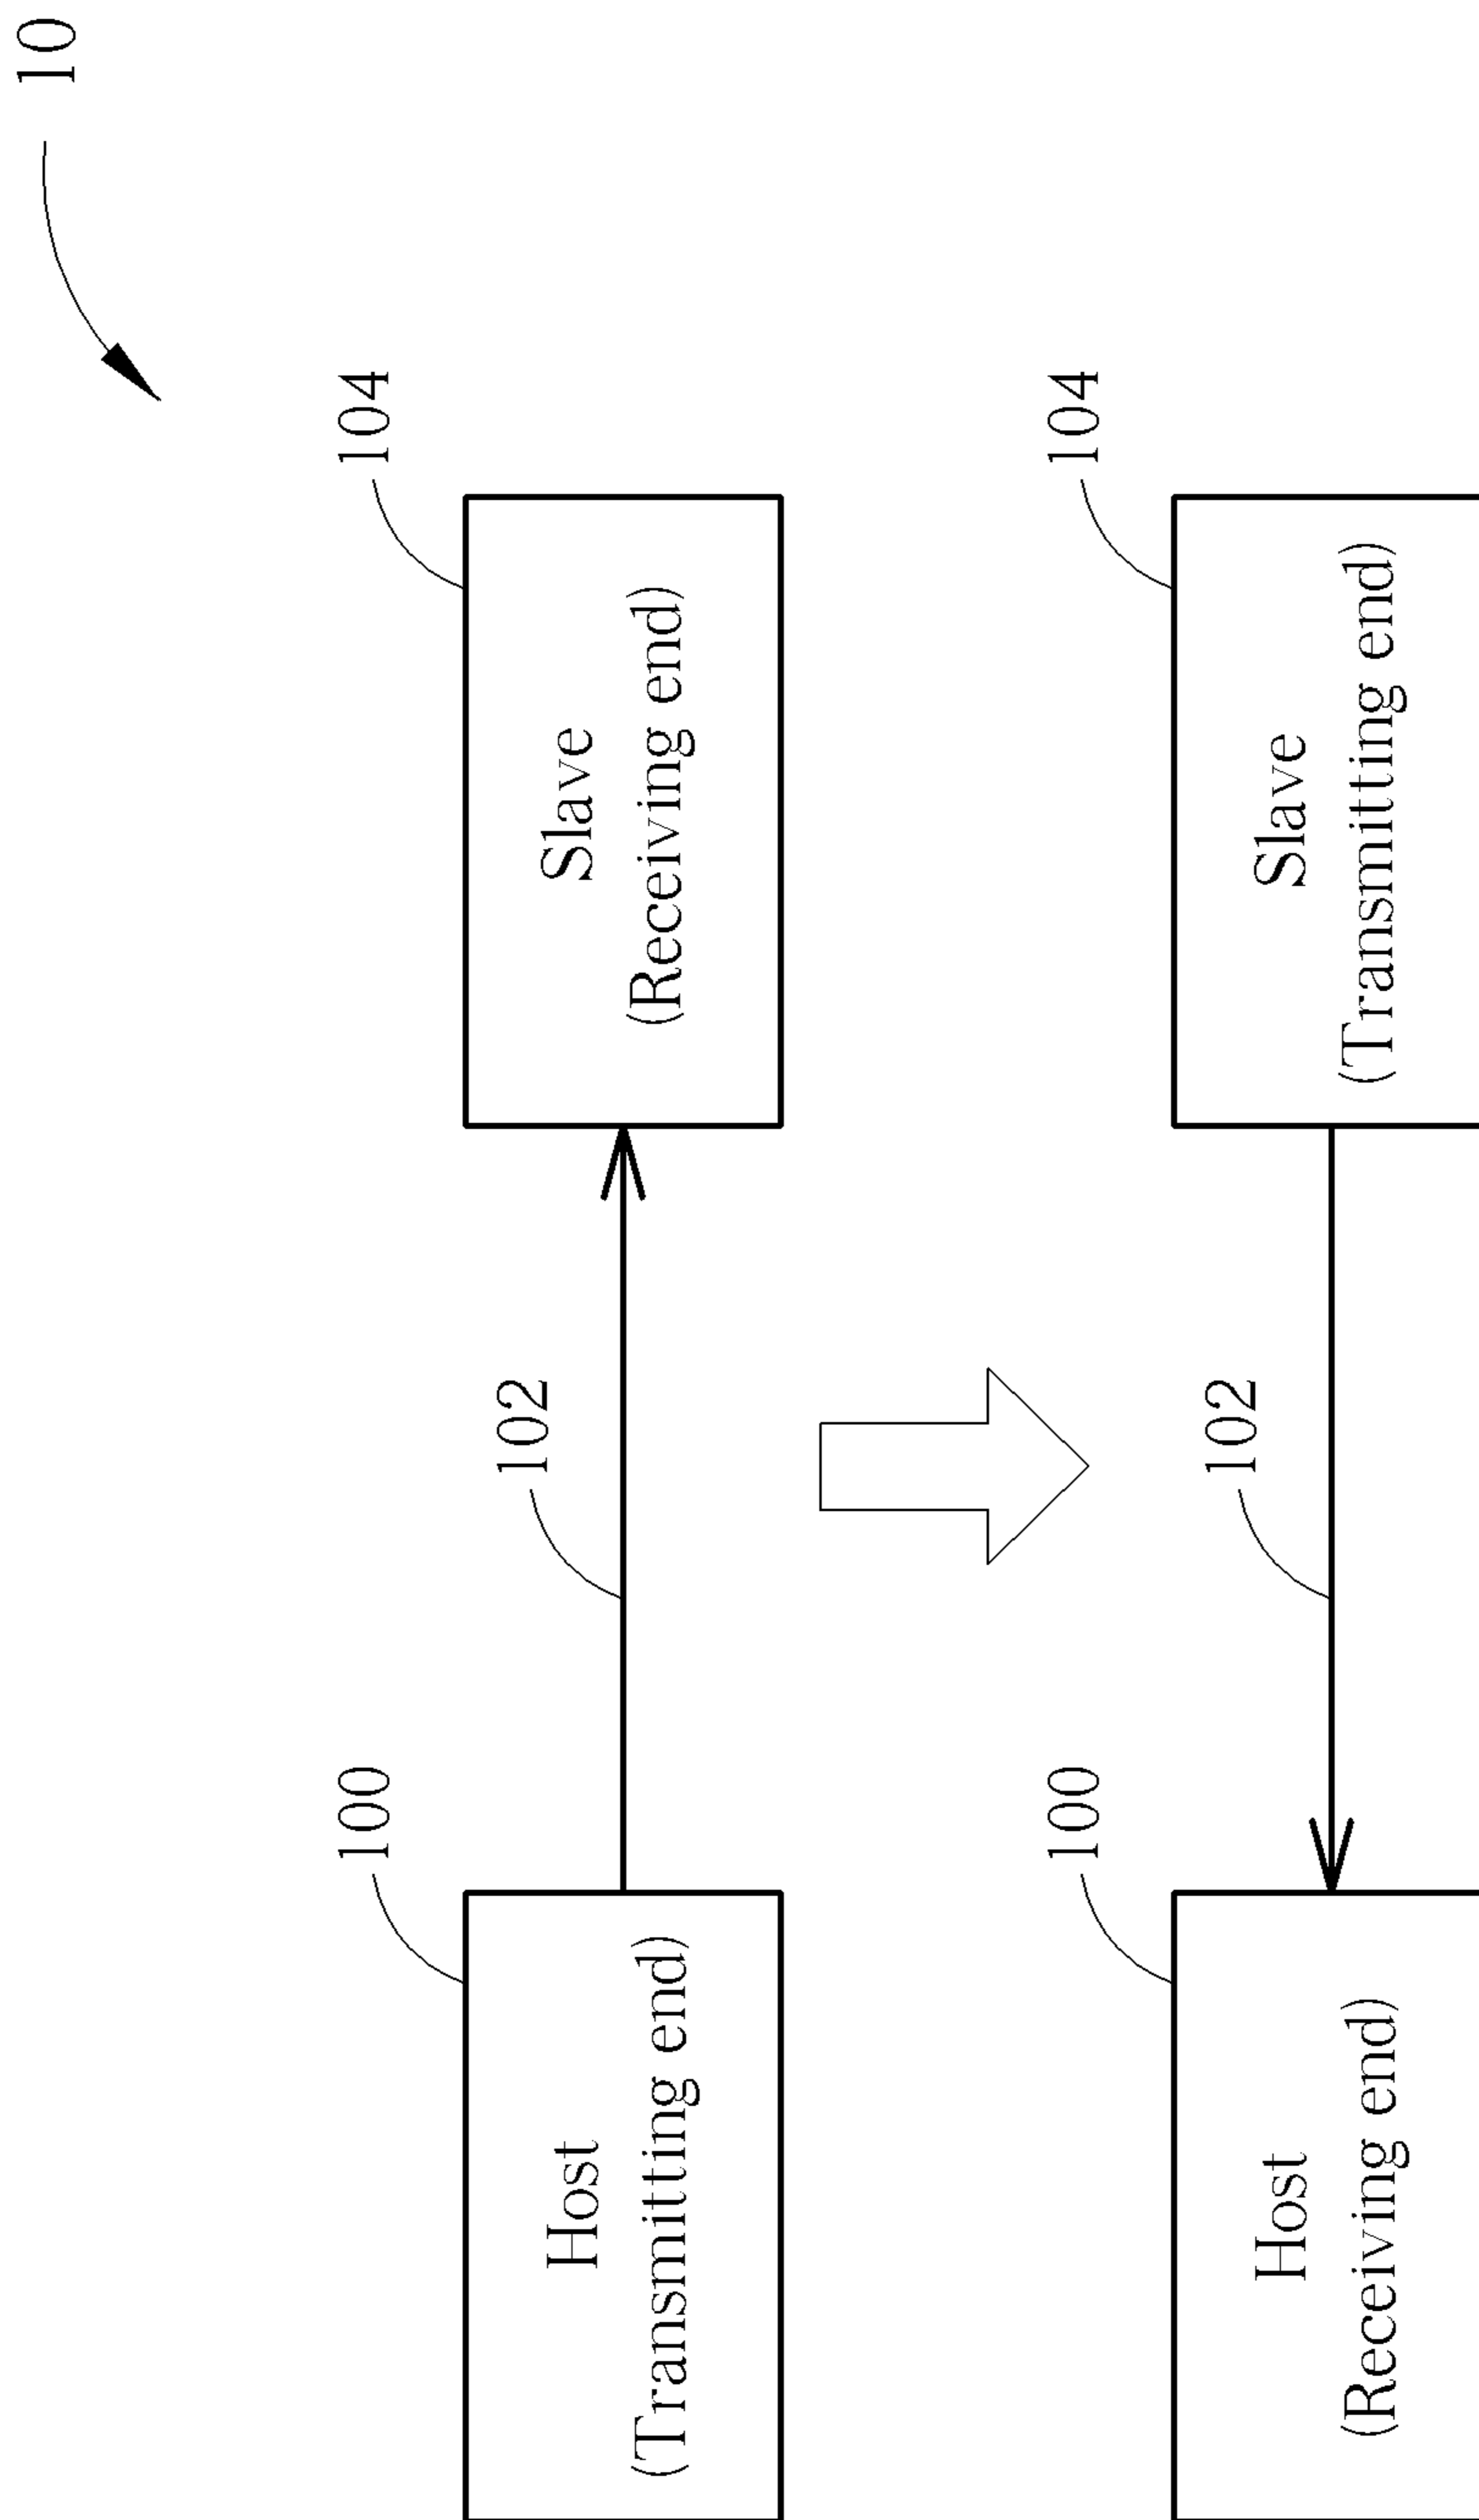 10
100
102
104
Host
(Transmitting end)
Slave
(Receiving end)
100
102
104
Host
(Receiving end)
Slave
(Transmitting end)